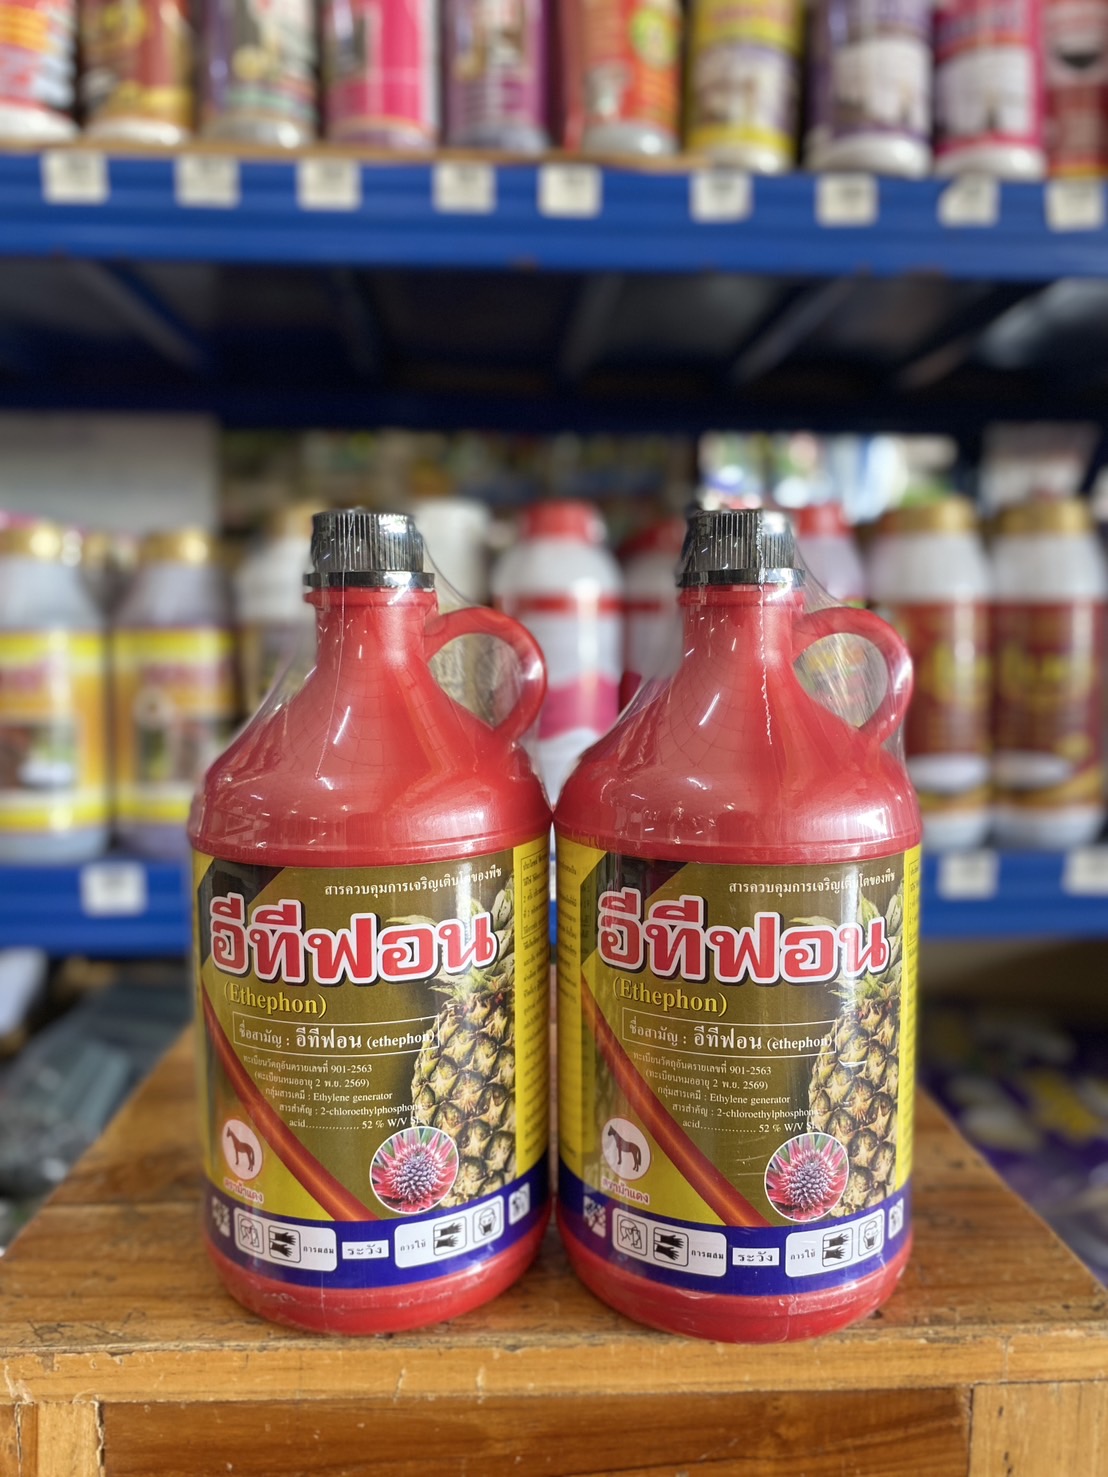 สารควบคุมการเจริญเติบโตของพืช
อีทีฟอน
(Ethephon)
ชื่อสามัญ : อีทีฟอน (ethephon)
ทะเบียนวัตถุอันตรายเลขที่ 901-2563
(ทะเบียนหมดอายุ 2 พ.ย. 2569)
กลุ่มสารเคมี : Ethylene generator
สารสำคัญ : 2-chloroethylphosphonic
acid................ 52 % W/V SL
ตราม้าแดง
การผสม
ระวัง
การใช้
สารควบคุมการเจริญเติบโตของพืช
อีทีฟอน
(Ethephon)
ชื่อสามัญ : อีทีฟอน (ethephon)
ทะเบียนวัตถุอันตรายเลขที่ 901-2563
(ทะเบียนหมดอายุ 2 พ.ย. 2569)
กลุ่มสารเคมี : Ethylene generator
สารสำคัญ : 2-chloroethylphosphonic
acid................ 52 % W/V SL
ตราม้าแดง
การผสม
ระวัง
การใช้